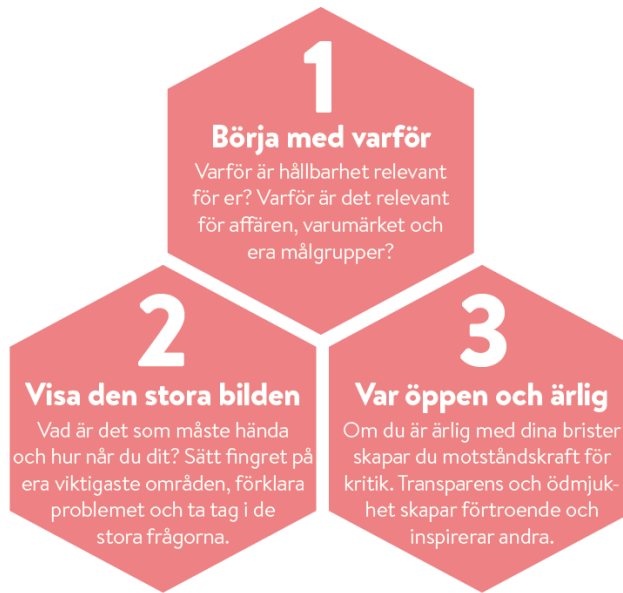 1
Börja med varför
Varför är hållbarhet relevant
för er? Varför är det relevant
för affären, varumärket och
era målgrupper?
2
Visa den stora bilden
Vad är det som måste hända
och hur når du dit? Sätt fingret på
era viktigaste områden, förklara
problemet och ta tag i de
stora frågorna.
3
Var öppen och ärlig
Om du är ärlig med dina brister
skapar du motståndskraft för
kritik. Transparens och ödmjuk-
het skapar förtroende och
inspirerar andra.